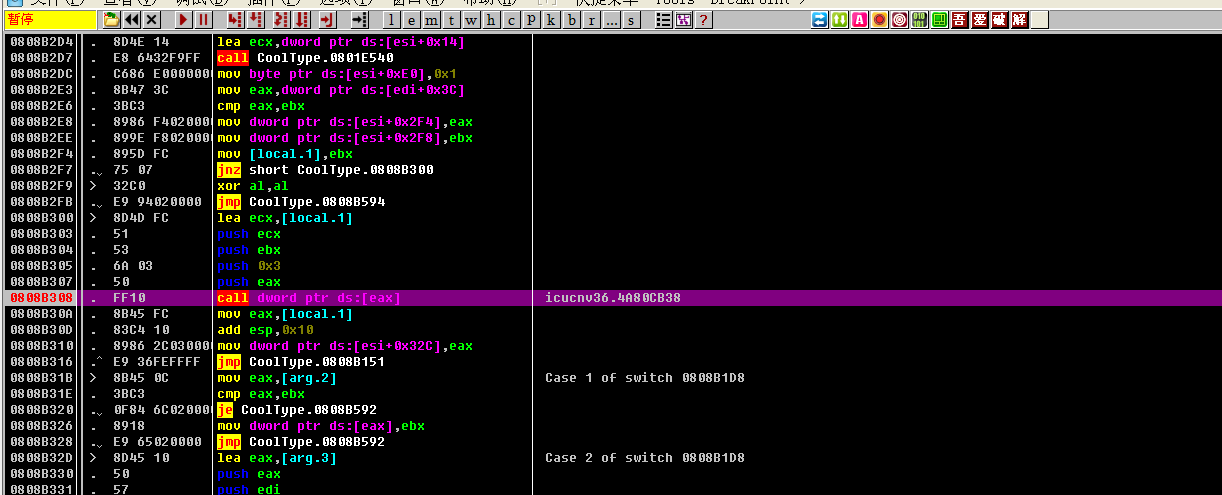 暂停 l e m t w h c p k b r ... s ? A 吾 爱 破 解
0808B2D4 . 8D4E 14 lea ecx,dword ptr ds:[esi+0x14]
0808B2D7 . E8 6432F9FF call CoolType.0801E540
0808B2DC . C686 E0000000 mov byte ptr ds:[esi+0xE0],0x1
0808B2E3 . 8B47 3C mov eax,dword ptr ds:[edi+0x3C]
0808B2E6 . 3BC3 cmp eax,ebx
0808B2E8 . 8986 F4020000 mov dword ptr ds:[esi+0x2F4],eax
0808B2EE . 899E F8020000 mov dword ptr ds:[esi+0x2F8],ebx
0808B2F4 . 895D FC mov [local.1],ebx
0808B2F7 . 75 07 jnz short CoolType.0808B300
0808B2F9 > 32C0 xor al,al
0808B2FB . E9 94020000 jmp CoolType.0808B594
0808B300 > 8D4D FC lea ecx,[local.1]
0808B303 . 51 push ecx
0808B304 . 53 push ebx
0808B305 . 6A 03 push 0x3
0808B307 . 50 push eax
0808B308 . FF10 call dword ptr ds:[eax] icucnv36.4A80CB38
0808B30A . 8B45 FC mov eax,[local.1]
0808B30D . 83C4 10 add esp,0x10
0808B310 . 8986 2C030000 mov dword ptr ds:[esi+0x32C],eax
0808B316 .^ E9 36FEFFFF jmp CoolType.0808B151
0808B31B > 8B45 0C mov eax,[arg.2] Case 1 of switch 0808B1D8
0808B31E . 3BC3 cmp eax,ebx
0808B320 . 0F84 6C020000 je CoolType.0808B592
0808B326 . 8918 mov dword ptr ds:[eax],ebx
0808B328 . E9 65020000 jmp CoolType.0808B592
0808B32D > 8D45 10 lea eax,[arg.3] Case 2 of switch 0808B1D8
0808B330 . 50 push eax
0808B331 . 57 push edi